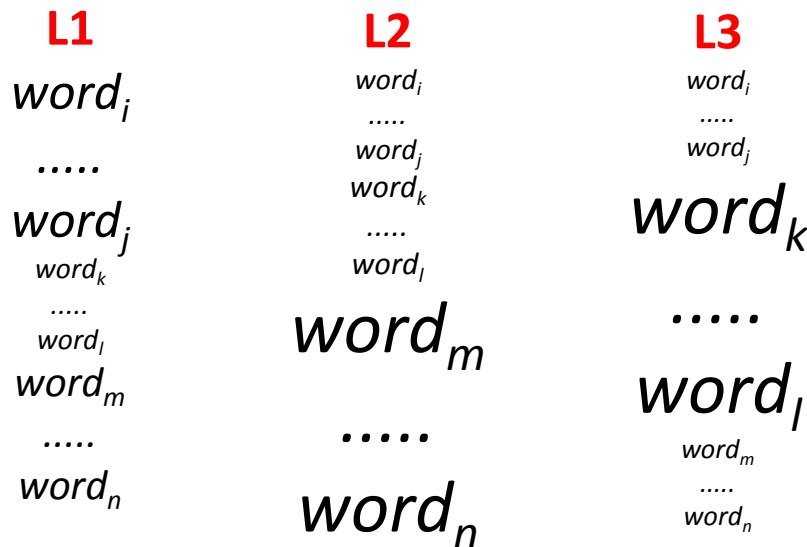 L1
word_i
.....
word_j
word_k
.....
word_l
word_m
.....
word_n
L2
word_i
.....
word_j
word_k
.....
word_l
word_m
.....
word_n
L3
word_i
.....
word_j
word_k
.....
word_l
word_m
.....
word_n